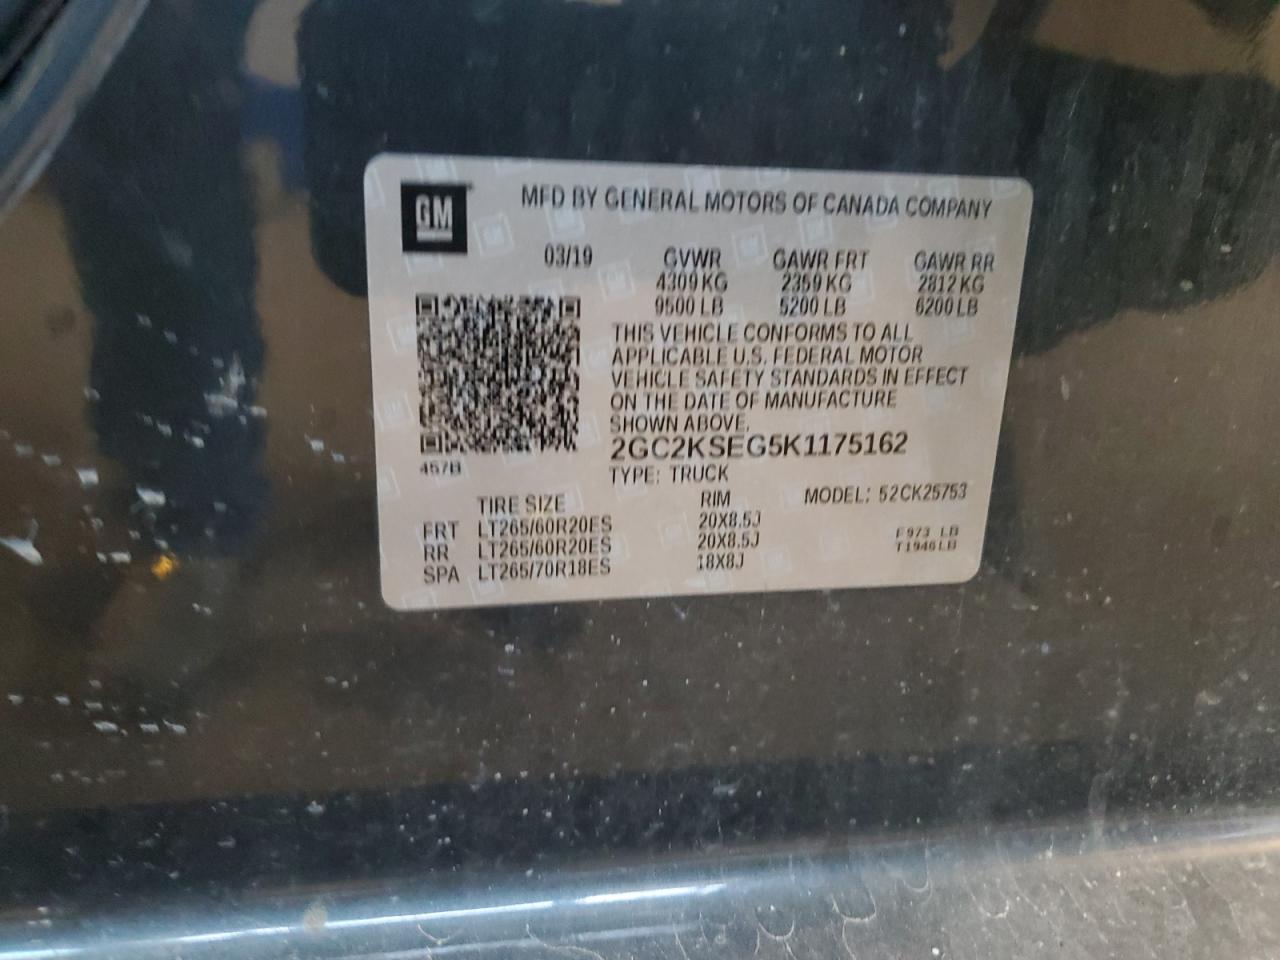 GM
MFD BY GENERAL MOTORS OF CANADA COMPANY
03/19 GVWR GAWR FRT GAWR RR
4309 KG 2359 KG 2812 KG
9500 LB 5200 LB 6200 LB
THIS VEHICLE CONFORMS TO ALL
APPLICABLE U.S. FEDERAL MOTOR
VEHICLE SAFETY STANDARDS IN EFFECT
ON THE DATE OF MANUFACTURE
SHOWN ABOVE.
2GC2KSEG5K1175162
457B
TYPE: TRUCK
TIRE SIZE RIM MODEL: 52CK25753
FRT LT265/60R20ES 20X8.5J
RR LT265/60R20ES 20X8.5J
SPA LT265/70R18ES 18X8J
F973 LB
T1946LB